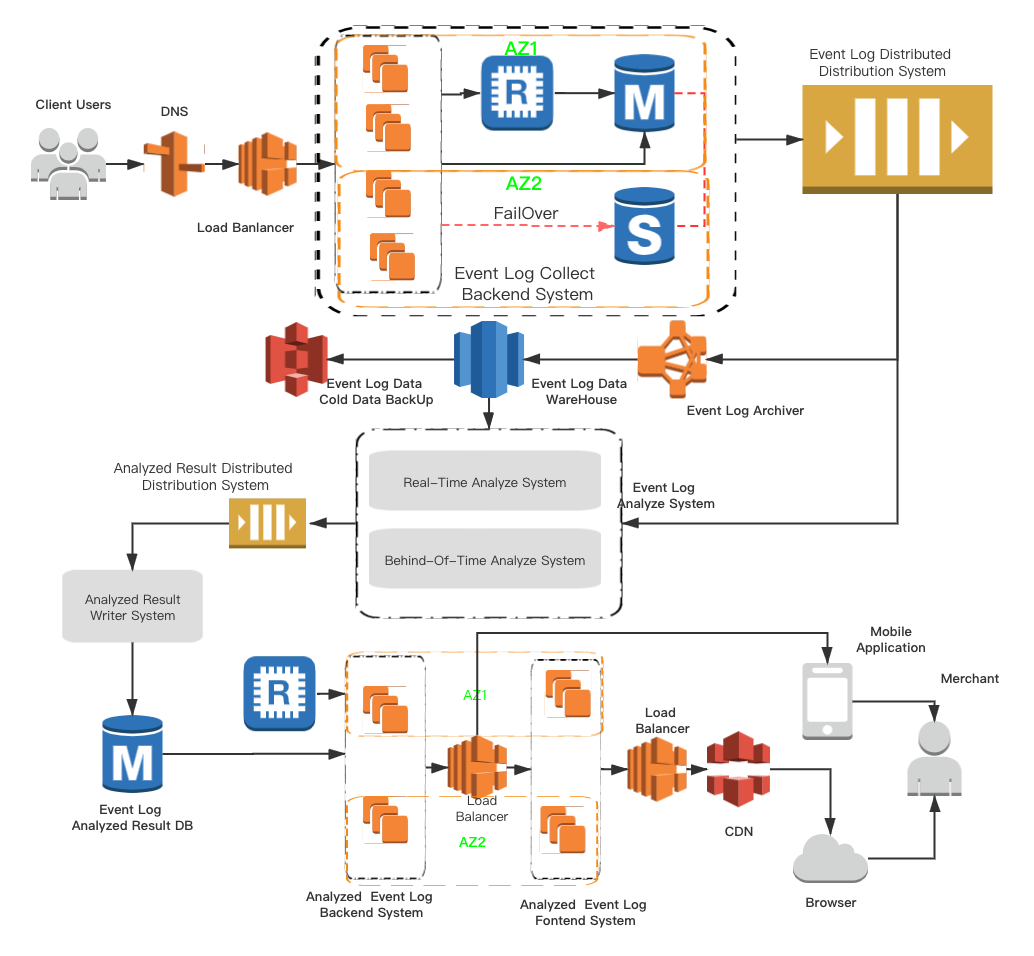 Client Users
DNS
Load Banlancer
AZ1
R
M
AZ2
FailOver
S
Event Log Collect
Backend System
Event Log Distributed
Distribution System
Event Log Data
Cold Data BackUp
Event Log Data
WareHouse
Event Log Archiver
Real-Time Analyze System
Behind-Of-Time Analyze System
Event Log
Analyze System
Analyzed Result Distributed
Distribution System
Analyzed Result
Writer System
R
M
Event Log
Analyzed Result DB
AZ1
Load
Balancer
AZ2
Analyzed Event Log
Backend System
Analyzed Event Log
Fontend System
Load
Balancer
CDN
Mobile
Application
Merchant
Browser